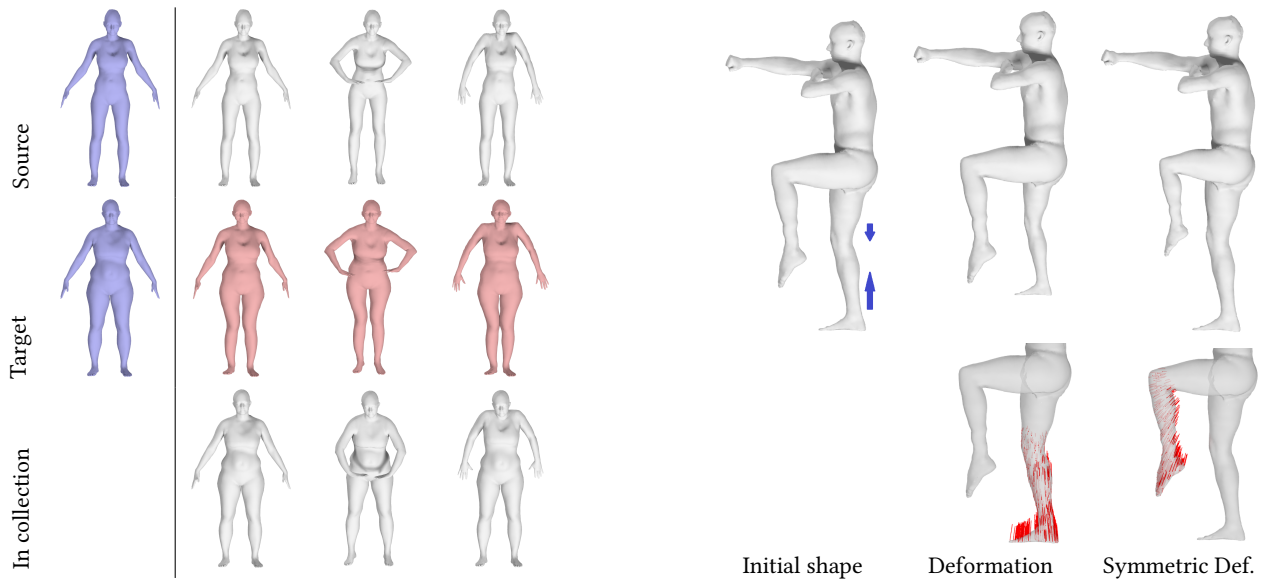 Source
Target
In collection
Initial shape
Deformation
Symmetric Def.